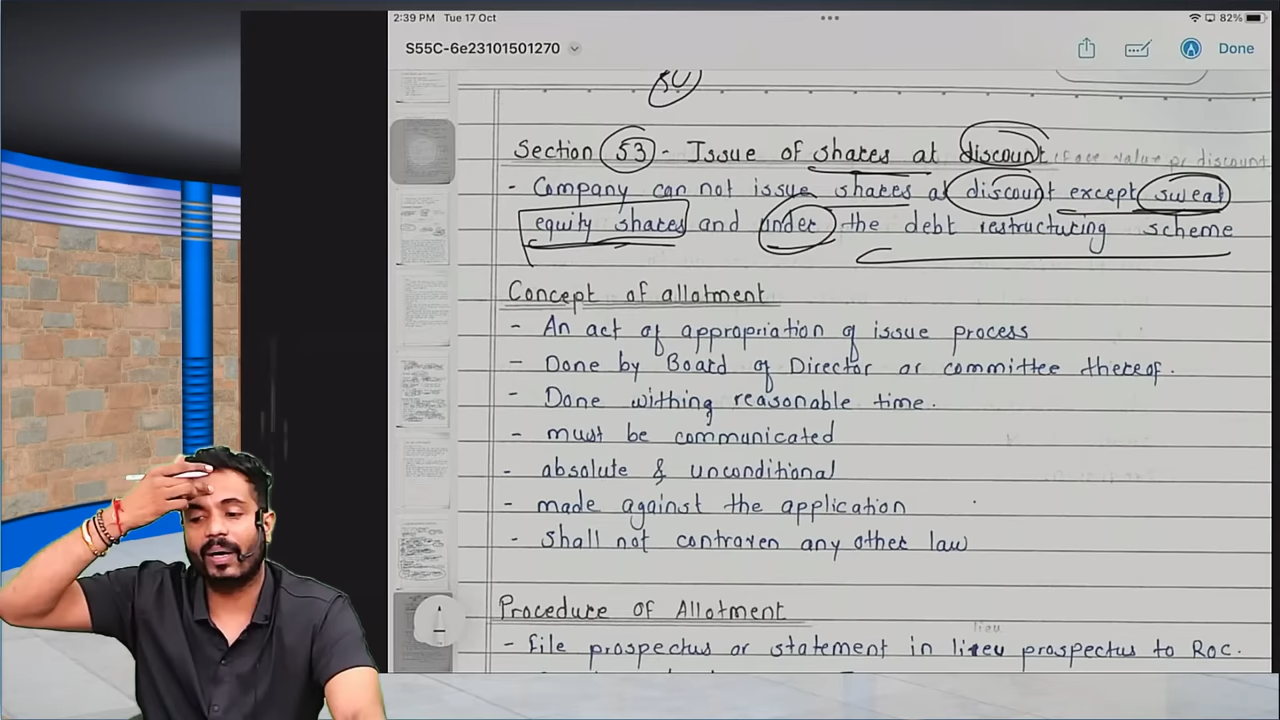 2:39 PM Tue 17 Oct
82%
S55C-6e23101501270
Done
Section 53 - Issue of shares at discount (face value pe discount
- Company can not issue shares at discount except sweat
equity shares and under the debt restructuring scheme
Concept of allotment
- An act of appropriation of issue process
- Done by Board of Director or committee thereof.
- Done withing reasonable time.
- must be communicated
- absolute & unconditional
- made against the application
- shall not contraven any other law
Procedure of Allotment
lieu
- file prospectus or statement in prospectus to Roc.